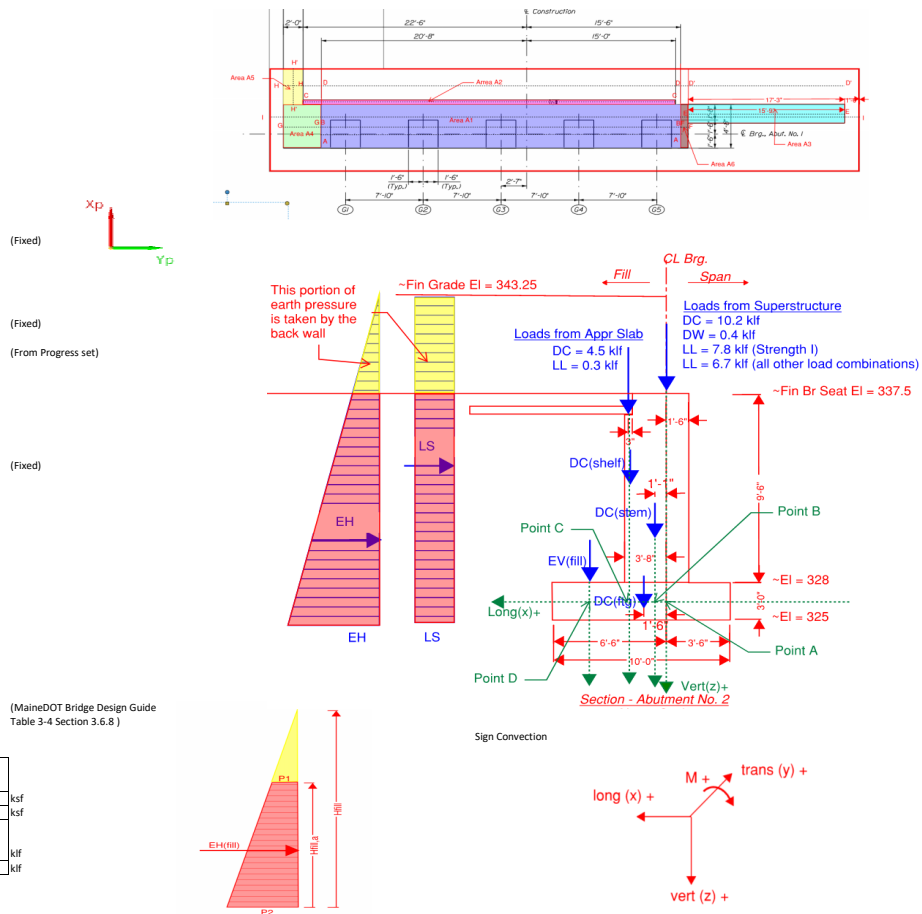 ℄ Construction
2'-0"
22'-6"
15'-6"
20'-8"
15'-0"
Area A5
H'
H
H
D
Area A2
D
D'
D'
C
C
17'-3"
1'-6"
H'
15'-9½"
E
I
Area A1
I
G
G
B
B
F
℄ Brg., Abut. No. 1
Area A4
A
A
Area A3
Area A6
1'-6"
(Typ.)
1'-6"
(Typ.)
2'-7"
7'-10"
7'-10"
7'-10"
7'-10"
G1
G2
G3
G4
G5
Xp
Yp
(Fixed)
(Fixed)
(From Progress set)
(Fixed)
CL Brg.
Fill
Span
~Fin Grade El = 343.25
This portion of
earth pressure
is taken by the
back wall
Loads from Superstructure
DC = 10.2 klf
DW = 0.4 klf
LL = 7.8 klf (Strength I)
LL = 6.7 klf (all other load combinations)
Loads from Appr Slab
DC = 4.5 klf
LL = 0.3 klf
~Fin Br Seat El = 337.5
1'-6"
3"
LS
DC(shelf)
1'-1"
9'-6"
DC(stem)
Point B
Point C
EH
3'-8"
EV(fill)
~El = 328
DC(ftg)
3'-0"
Long(x)+
~El = 325
1'-6"
6'-6"
3'-6"
EH
LS
10'-0"
Point A
Point D
Vert(z)+
Section - Abutment No. 2
(MaineDOT Bridge Design Guide
Table 3-4 Section 3.6.8 )
Sign Convection
ksf
ksf
klf
klf
P1
Hfill
Hfill,a
EH(fill)
P2
M +
trans (y) +
long (x) +
vert (z) +